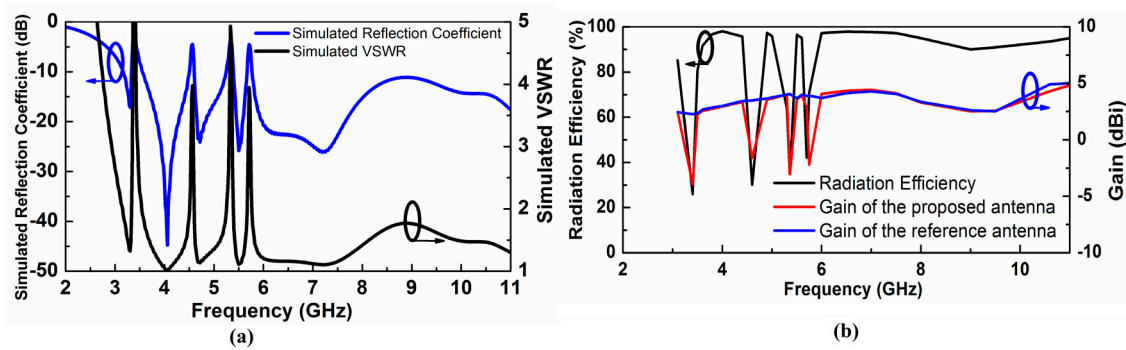 Simulated Reflection Coefficient (dB)
0
-10
-20
-30
-40
-50
Simulated Reflection Coefficient
Simulated VSWR
5
4
3
2
1
Simulated VSWR
2 3 4 5 6 7 8 9 10 11
Frequency (GHz)
(a)
Radiation Efficiency (%)
100
80
60
40
20
0
Radiation Efficiency
Gain of the proposed antenna
Gain of the reference antenna
10
5
0
-5
-10
Gain (dBi)
2 4 6 8 10
Frequency (GHz)
(b)